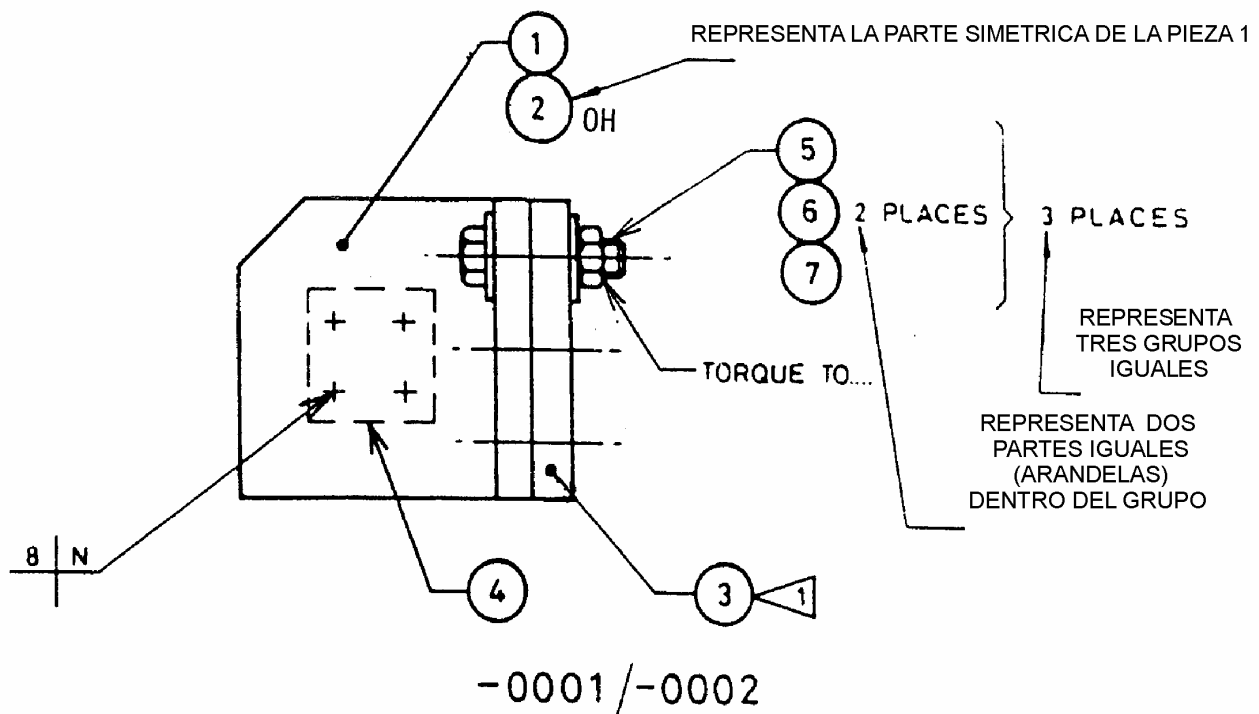 1
REPRESENTA LA PARTE SIMETRICA DE LA PIEZA 1
2 OH
5
6 2 PLACES 3 PLACES
7
REPRESENTA
TRES GRUPOS
IGUALES
TORQUE TO....
REPRESENTA DOS
PARTES IGUALES
(ARANDELAS)
DENTRO DEL GRUPO
8 N
4
3 1
-0001/-0002